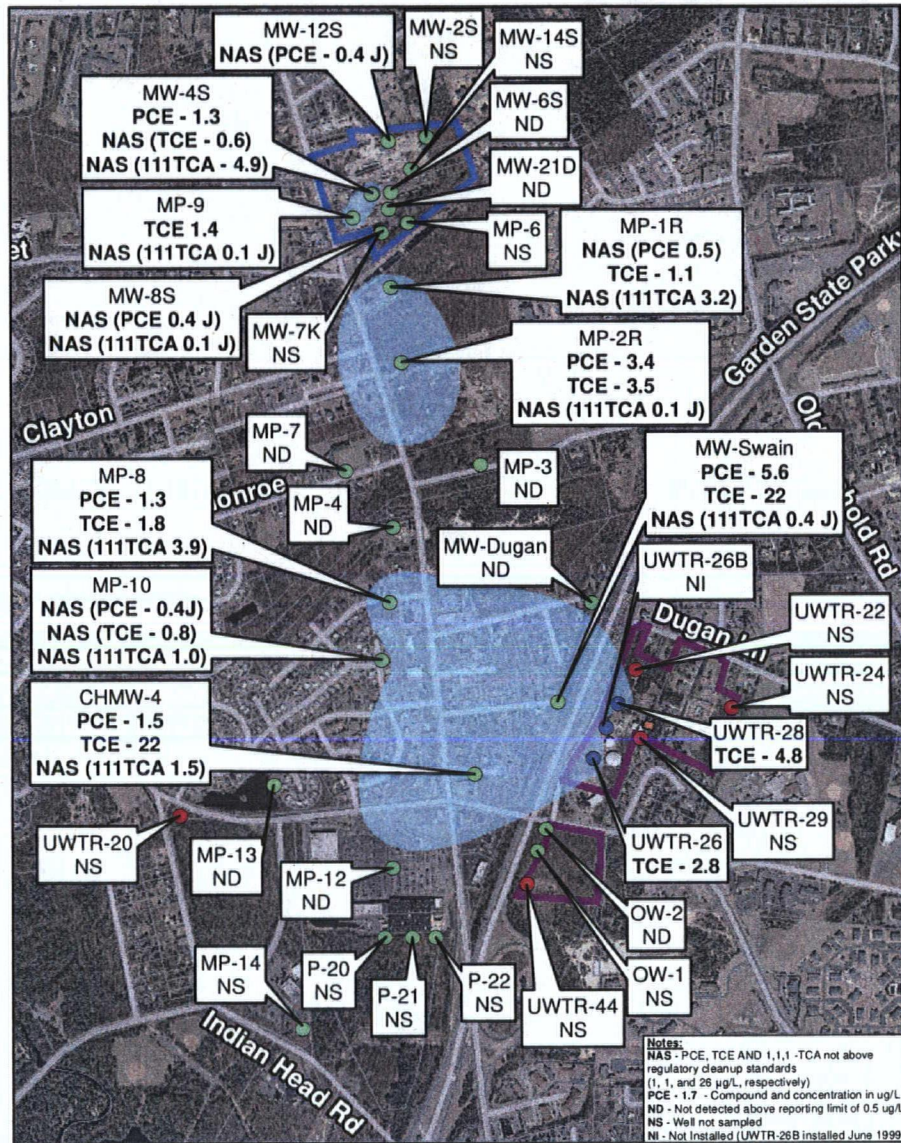 MW-12S
NAS (PCE - 0.4 J)
MW-2S
NS
MW-14S
NS
MW-4S
PCE - 1.3
NAS (TCE - 0.6)
NAS (111TCA - 4.9)
MW-6S
ND
MW-21D
ND
MP-9
TCE 1.4
NAS (111TCA 0.1 J)
MP-6
NS
MP-1R
NAS (PCE 0.5)
TCE - 1.1
NAS (111TCA 3.2)
MW-8S
NAS (PCE 0.4 J)
NAS (111TCA 0.1 J)
MW-7K
NS
MP-2R
PCE - 3.4
TCE - 3.5
NAS (111TCA 0.1 J)
Garden State Parkw
Clayton
MP-7
ND
MP-3
ND
MW-Swain
PCE - 5.6
TCE - 22
NAS (111TCA 0.4 J)
MP-8
PCE - 1.3
TCE - 1.8
NAS (111TCA 3.9)
MP-4
ND
MW-Dugan
ND
UWTR-26B
NI
MP-10
NAS (PCE - 0.4J)
NAS (TCE - 0.8)
NAS (111TCA 1.0)
Dugan Ln
UWTR-22
NS
UWTR-24
NS
CHMW-4
PCE - 1.5
TCE - 22
NAS (111TCA 1.5)
UWTR-28
TCE - 4.8
UWTR-20
NS
MP-13
ND
UWTR-26
TCE - 2.8
UWTR-29
NS
MP-12
ND
OW-2
ND
MP-14
NS
P-20
NS
P-21
NS
P-22
NS
UWTR-44
NS
OW-1
NS
Indian Head Rd
Notes:
NAS - PCE, TCE AND 1,1,1 -TCA not above
regulatory cleanup standards
(1, 1, and 26 µg/L, respectively)
PCE - 1.7 - Compound and concentration in ug/L
ND - Not detected above reporting limit of 0.5 ug/L
NS - Well not sampled
NI - Not Installed (UWTR-26B installed June 1999